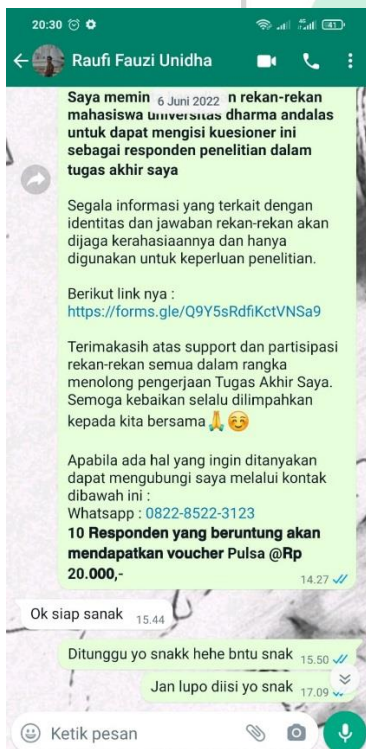 20:30
41
Raufi Fauzi Unidha
Saya memin
6 Juni 2022
n rekan-rekan
mahasiswa universitas dharma andalas
untuk dapat mengisi kuesioner ini
sebagai responden penelitian dalam
tugas akhir saya
Segala informasi yang terkait dengan
identitas dan jawaban rekan-rekan akan
dijaga kerahasiaannya dan hanya
digunakan untuk keperluan penelitian.
Berikut link nya :
https://forms.gle/Q9Y5sRdfiKctVNSa9
Terimakasih atas support dan partisipasi
rekan-rekan semua dalam rangka
menolong pengerjaan Tugas Akhir Saya.
Semoga kebaikan selalu dilimpahkan
kepada kita bersama 🙏☺️
Apabila ada hal yang ingin ditanyakan
dapat mengubungi saya melalui kontak
dibawah ini :
Whatsapp : 0822-8522-3123
10 Responden yang beruntung akan
mendapatkan voucher Pulsa @Rp
20.000,-
14.27
Ok siap sanak 15.44
Ditunggu yo snakk hehe bntu snak 15.50
Jan lupo diisi yo snak 17.09
Ketik pesan